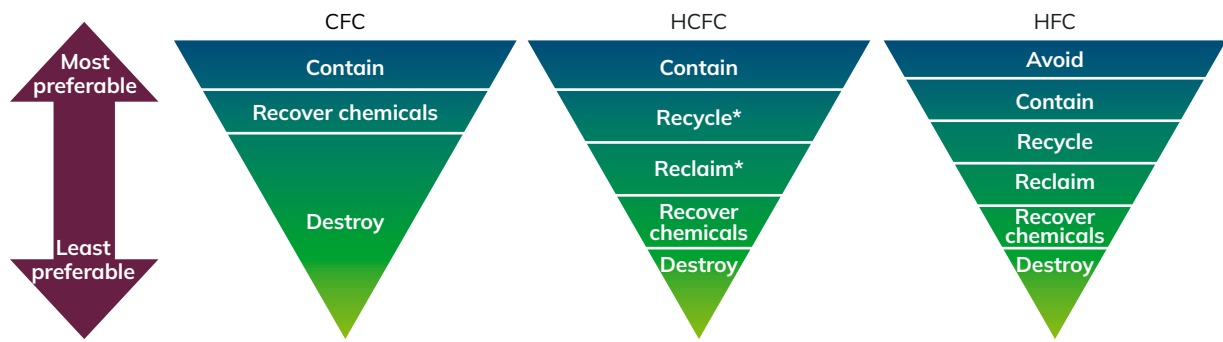 CFC
HCFC
HFC
Most
preferable
Least
preferable
Contain
Recover chemicals
Destroy
Contain
Recycle*
Reclaim*
Recover
chemicals
Destroy
Avoid
Contain
Recycle
Reclaim
Recover
chemicals
Destroy